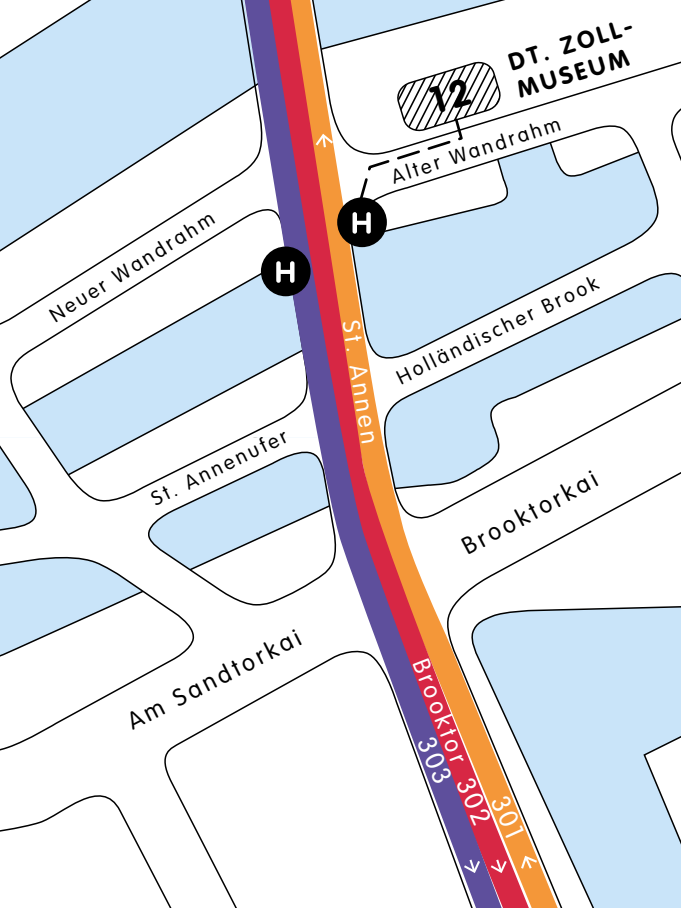 DT. ZOLL-
MUSEUM
12
Alter Wandrahm
H
Neuer Wandrahm
H
Holländischer Brook
St. Annen
St. Annenufer
Brooktorkai
Am Sandtorkai
Brooktor
303
302
301